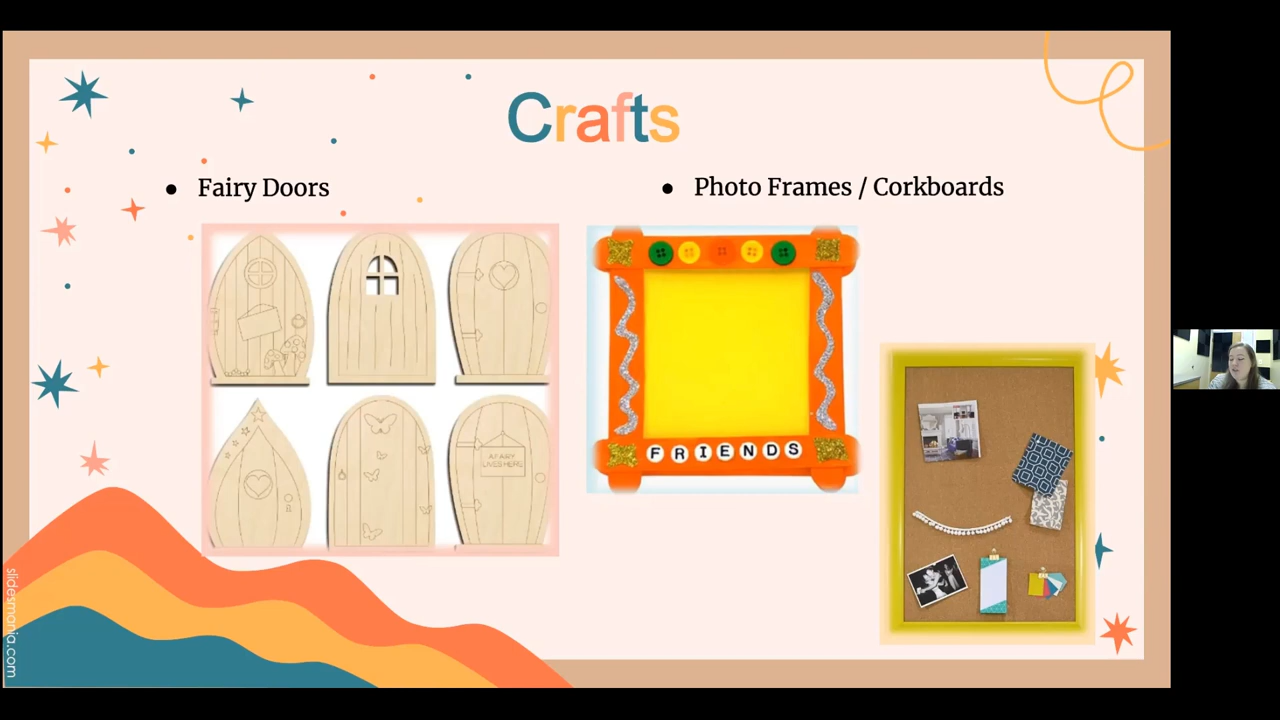 Crafts
● Fairy Doors
● Photo Frames / Corkboards
A FAIRY
LIVES HERE
FRIENDS
slidesmania.com